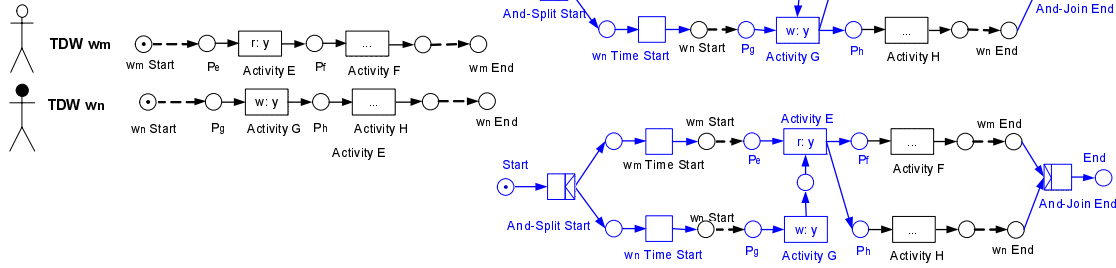 TDW wm
r: y
...
wm Start
Pe
Activity E
Pf
Activity F
wm End
TDW wn
w: y
...
wn Start
Pg
Activity G
Ph
Activity H
wn End
Activity E
And-Split Start
And-Join End
w: y
...
wn Time Start
wn Start
Pg
Activity G
Ph
Activity H
wn End
Activity E
wm Start
wm End
r: y
...
Start
wm Time Start
Pe
Pf
Activity F
End
And-Split Start
And-Join End
wn Start
w: y
...
wn Time Start
Pg
Activity G
Ph
Activity H
wn End